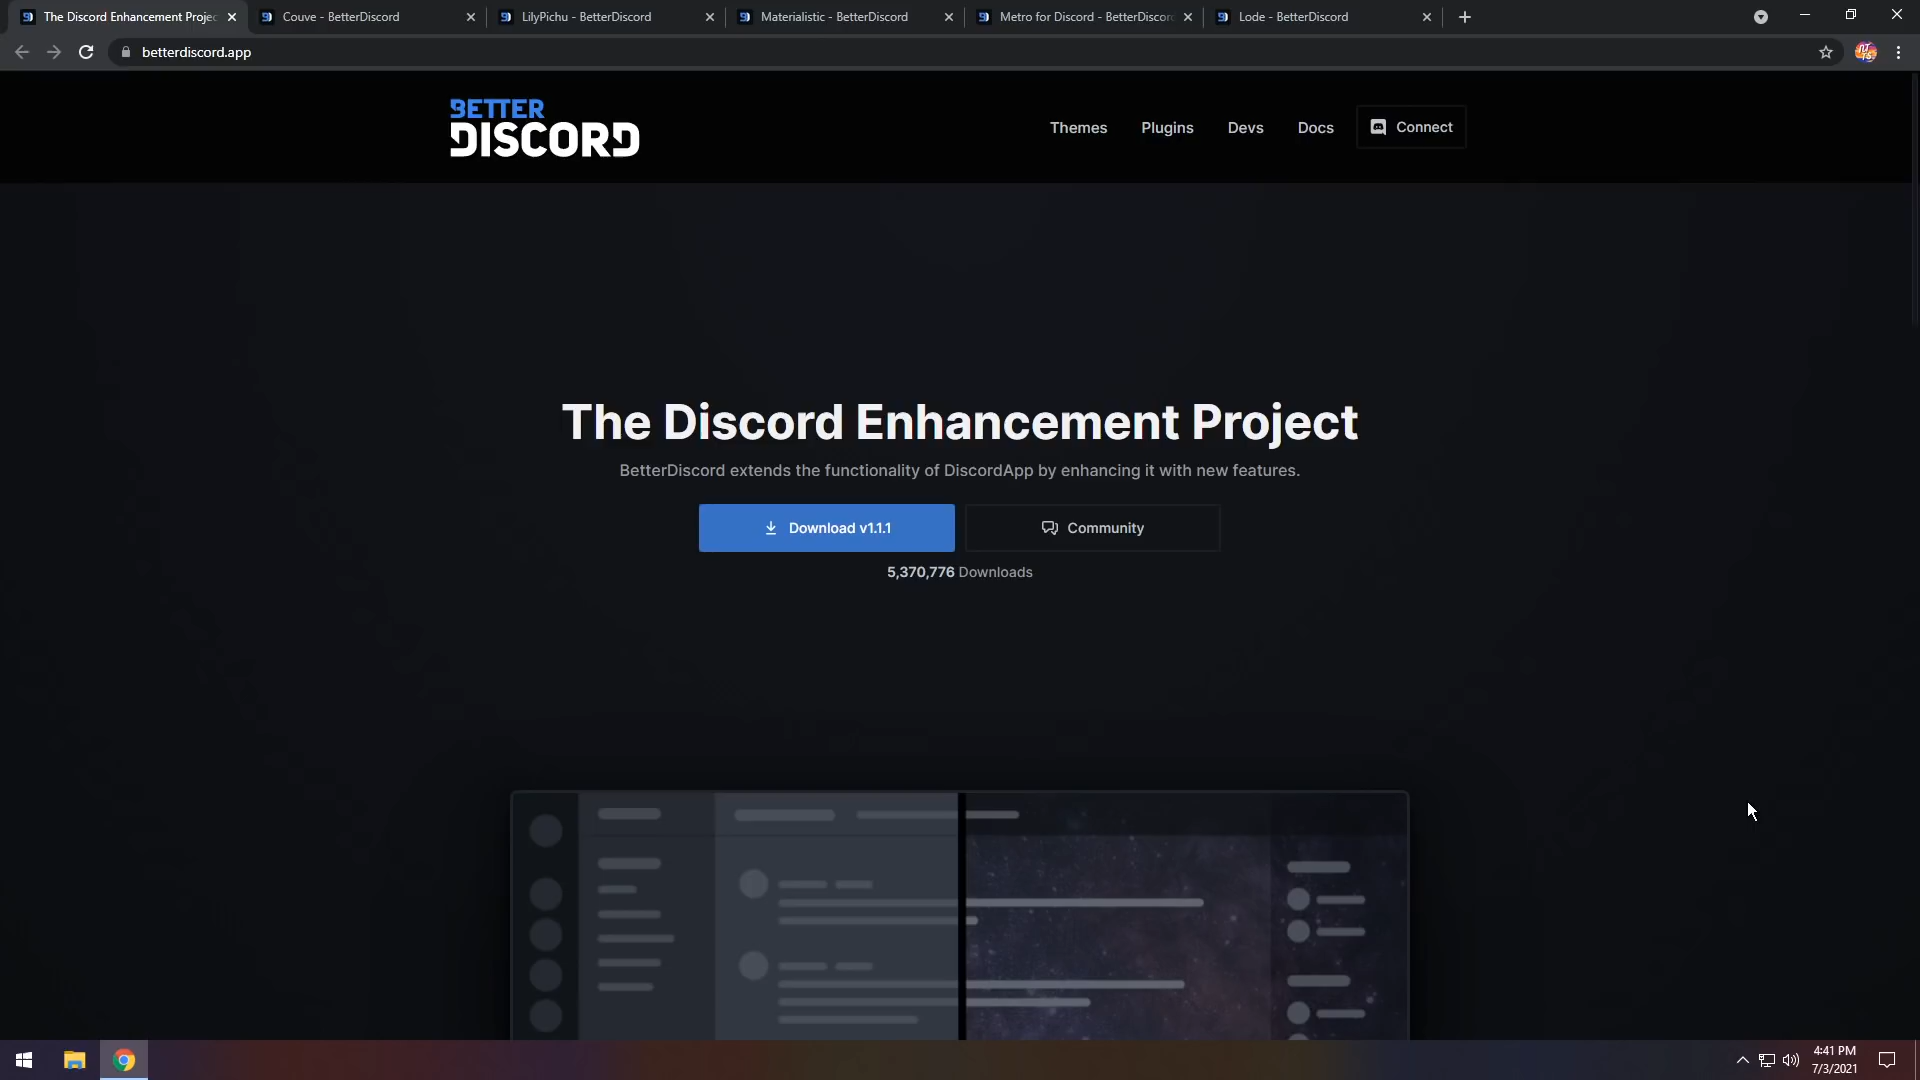 The Discord Enhancement Projec
Couve - BetterDiscord
LilyPichu - BetterDiscord
Materialistic - BetterDiscord
Metro for Discord - BetterDiscord
Lode - BetterDiscord
betterdiscord.app
BETTER
DISCORD
Themes
Plugins
Devs
Docs
Connect
The Discord Enhancement Project
BetterDiscord extends the functionality of DiscordApp by enhancing it with new features.
Download v1.1.1
Community
5,370,776 Downloads
4:41 PM
7/3/2021